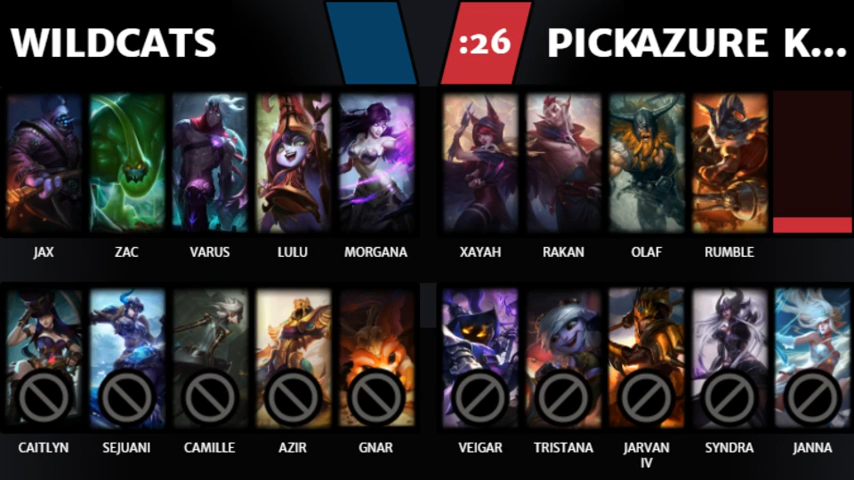 WILDCATS
:26
PICKAZURE K...
JAX ZAC VARUS LULU MORGANA XAYAH RAKAN OLAF RUMBLE
CAITLYN SEJUANI CAMILLE AZIR GNAR VEIGAR TRISTANA JARVAN SYNDRA JANNA
IV